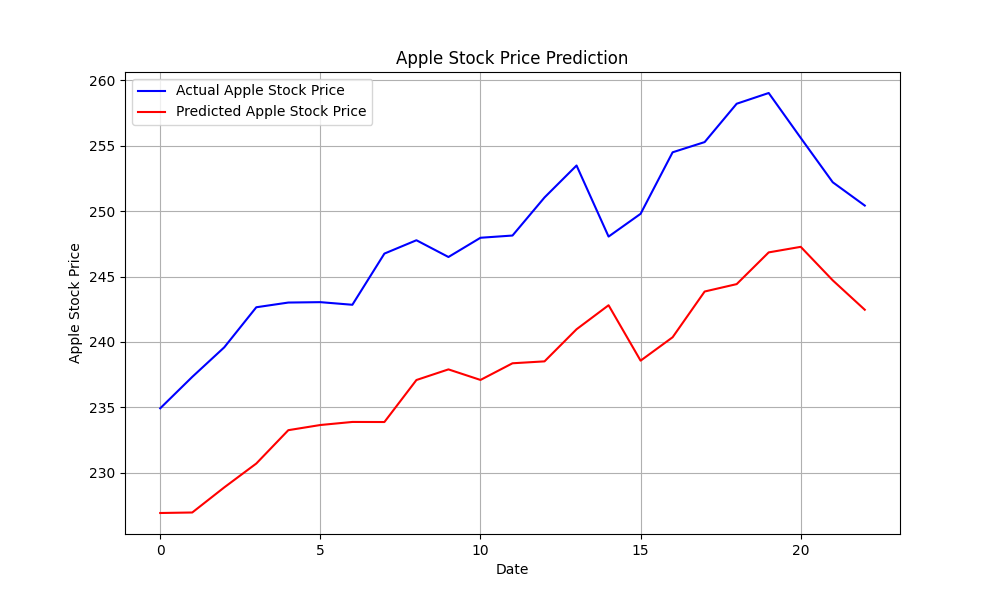 Apple Stock Price Prediction
Actual Apple Stock Price
Predicted Apple Stock Price
Apple Stock Price
260
255
250
245
240
235
230
0 5 10 15 20
Date